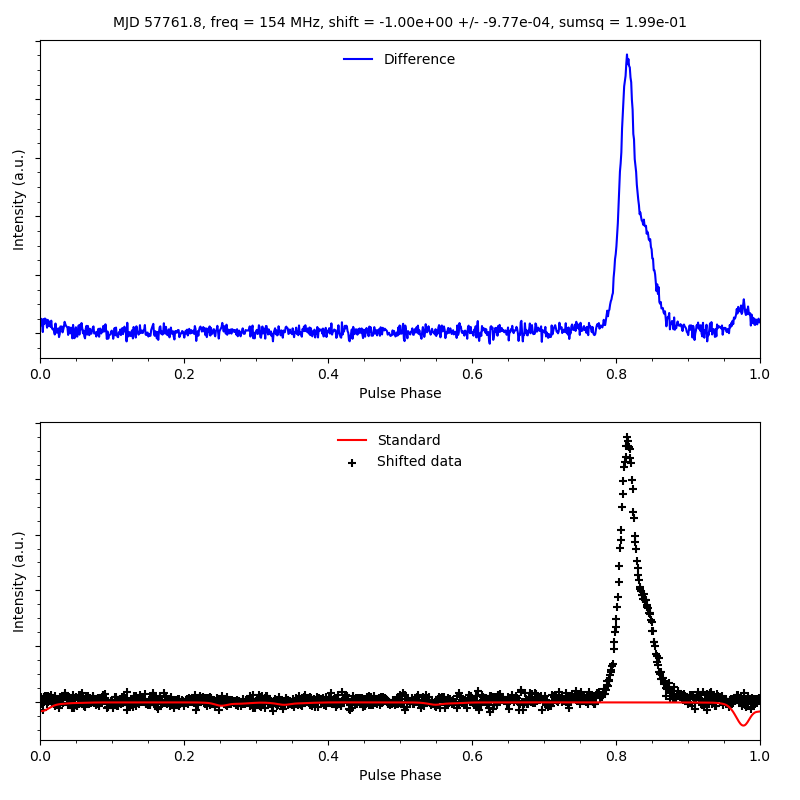 MJD 57761.8, freq = 154 MHz, shift = -1.00e+00 +/- -9.77e-04, sumsq = 1.99e-01
Difference
Intensity (a.u.)
0.0 0.2 0.4 0.6 0.8 1.0
Pulse Phase
Standard
Shifted data
Intensity (a.u.)
0.0 0.2 0.4 0.6 0.8 1.0
Pulse Phase